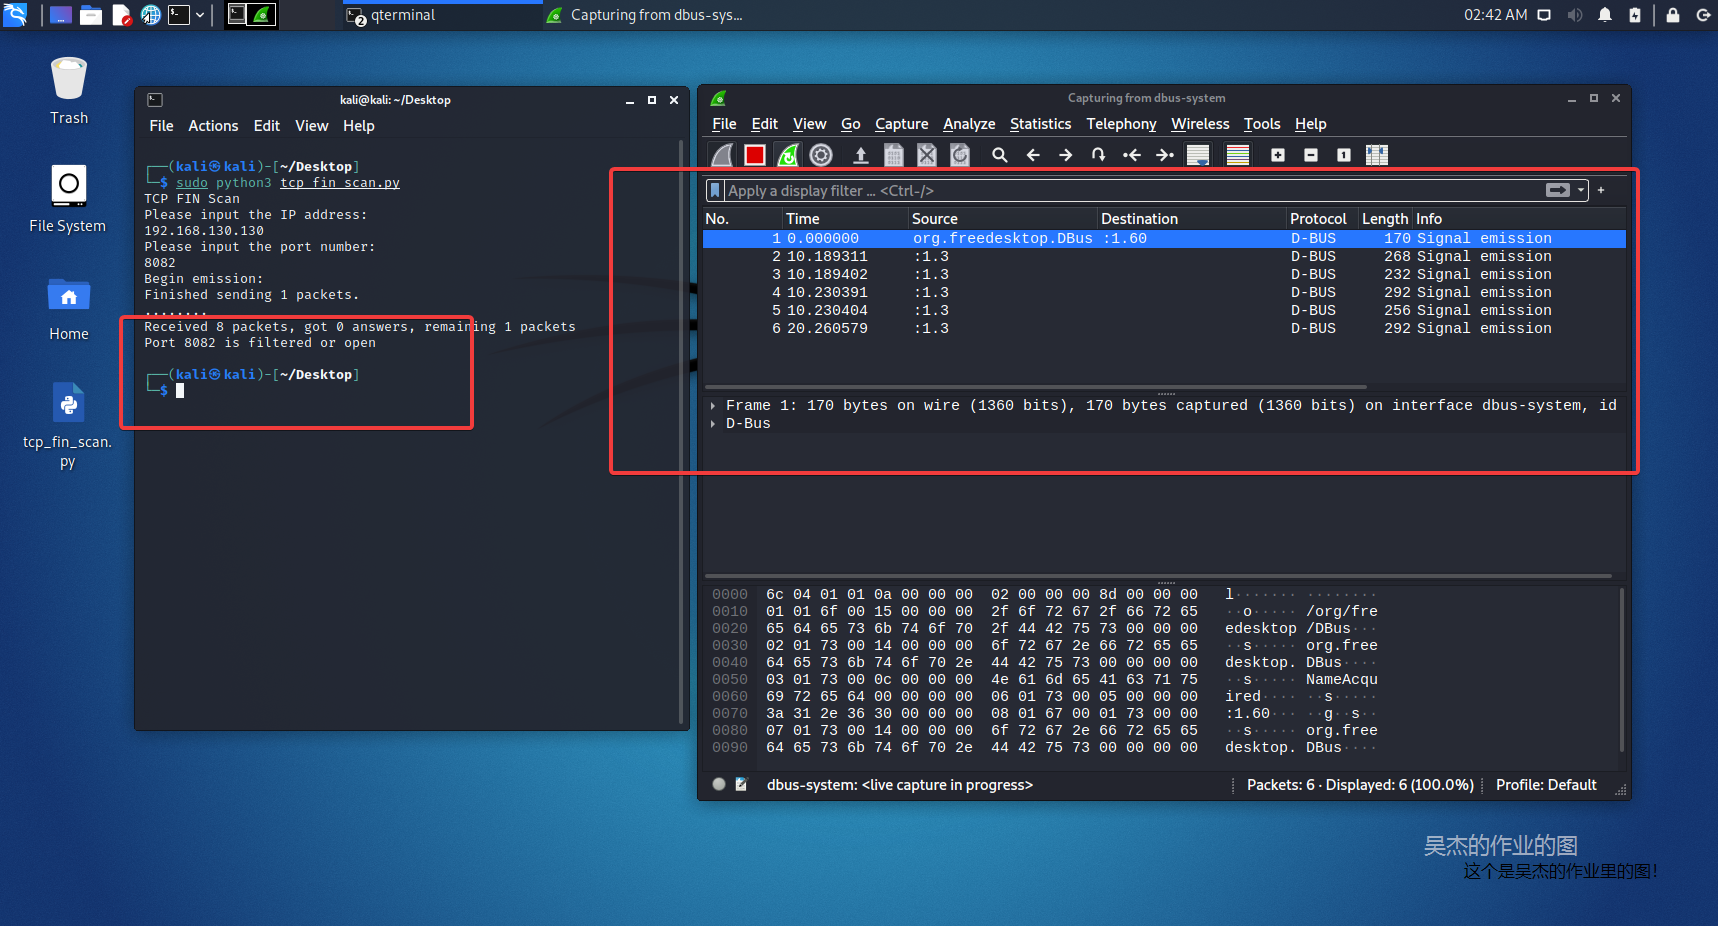 qterminal
Capturing from dbus-sys...
02:42 AM
Trash
File System
Home
tcp_fin_scan.
py
kali@kali: ~/Desktop
File Actions Edit View Help
┌──(kali㉿kali)-[~/Desktop]
└─$ sudo python3 tcp_fin_scan.py
TCP FIN Scan
Please input the IP address:
192.168.130.130
Please input the port number:
8082
Begin emission:
Finished sending 1 packets.
........
Received 8 packets, got 0 answers, remaining 1 packets
Port 8082 is filtered or open
┌──(kali㉿kali)-[~/Desktop]
└─$
Capturing from dbus-system
File Edit View Go Capture Analyze Statistics Telephony Wireless Tools Help
Apply a display filter ... <Ctrl-/>
No. Time Source Destination Protocol Length Info
1 0.000000 org.freedesktop.DBus :1.60 D-BUS 170 Signal emission
2 10.189311 :1.3 D-BUS 268 Signal emission
3 10.189402 :1.3 D-BUS 232 Signal emission
4 10.230391 :1.3 D-BUS 292 Signal emission
5 10.230404 :1.3 D-BUS 256 Signal emission
6 20.260579 :1.3 D-BUS 292 Signal emission
Frame 1: 170 bytes on wire (1360 bits), 170 bytes captured (1360 bits) on interface dbus-system, id
D-Bus
0000 6c 04 01 01 0a 00 00 00 02 00 00 00 8d 00 00 00 l······· ········
0010 01 01 6f 00 15 00 00 00 2f 6f 72 67 2f 66 72 65 ··o····· /org/fre
0020 65 64 65 73 6b 74 6f 70 2f 44 42 75 73 00 00 00 edesktop /DBus···
0030 02 01 73 00 14 00 00 00 6f 72 67 2e 66 72 65 65 ··s····· org.free
0040 64 65 73 6b 74 6f 70 2e 44 42 75 73 00 00 00 00 desktop. DBus····
0050 03 01 73 00 0c 00 00 00 4e 61 6d 65 41 63 71 75 ··s····· NameAcqu
0060 69 72 65 64 00 00 00 00 06 01 73 00 05 00 00 00 ired···· ··s·····
0070 3a 31 2e 36 30 00 00 00 08 01 67 00 01 73 00 00 :1.60··· ··g··s··
0080 07 01 73 00 14 00 00 00 6f 72 67 2e 66 72 65 65 ··s····· org.free
0090 64 65 73 6b 74 6f 70 2e 44 42 75 73 00 00 00 00 desktop. DBus····
dbus-system: <live capture in progress> Packets: 6 · Displayed: 6 (100.0%) Profile: Default
吴杰的作业的图
这个是吴杰的作业里的图!